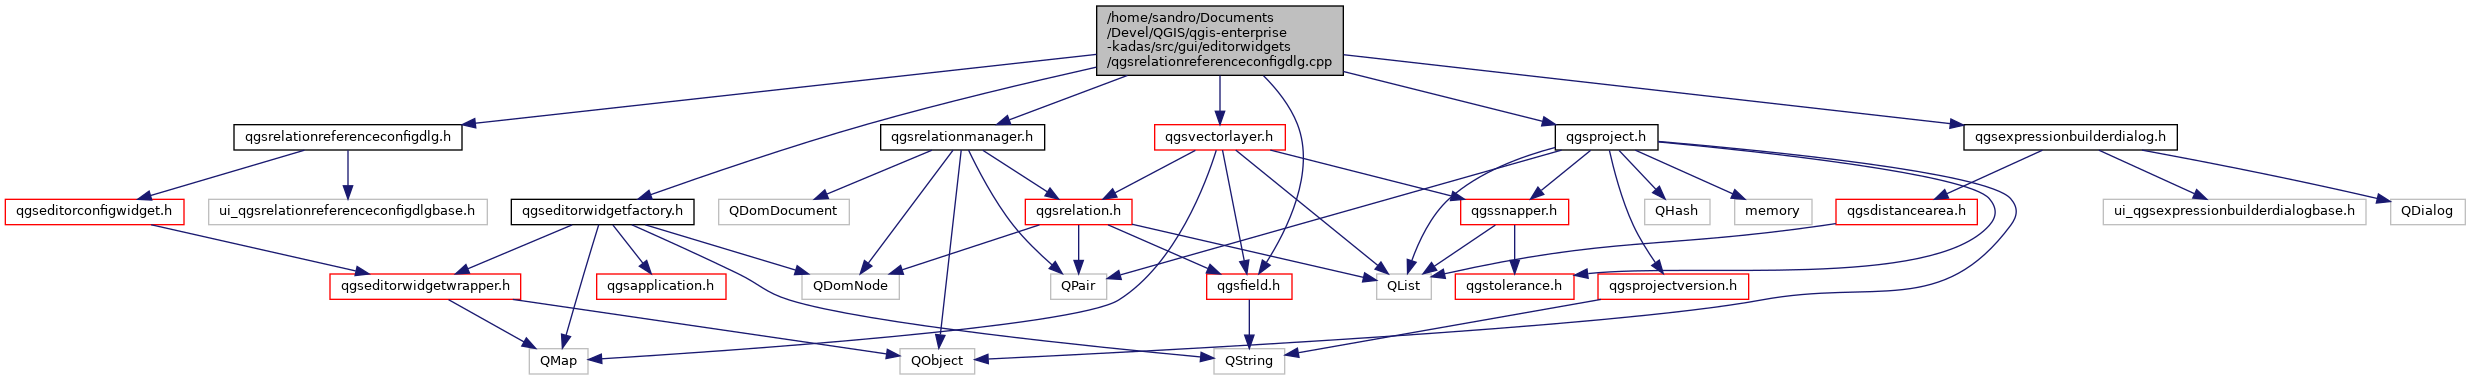 /home/sandro/Documents
/Devel/QGIS/qgis-enterprise
-kadas/src/gui/editorwidgets
/qgsrelationreferenceconfigdlg.cpp
qgsrelationreferenceconfigdlg.h
qgsrelationmanager.h
qgsvectorlayer.h
qgsproject.h
qgsexpressionbuilderdialog.h
qgseditorconfigwidget.h
ui_qgsrelationreferenceconfigdlgbase.h
qgseditorwidgetfactory.h
QDomDocument
qgsrelation.h
qgssnapper.h
QHash
memory
qgsdistancearea.h
ui_qgsexpressionbuilderdialogbase.h
QDialog
qgseditorwidgetwrapper.h
qgsapplication.h
QDomNode
QPair
qgsfield.h
QList
qgstolerance.h
qgsprojectversion.h
QMap
QObject
QString